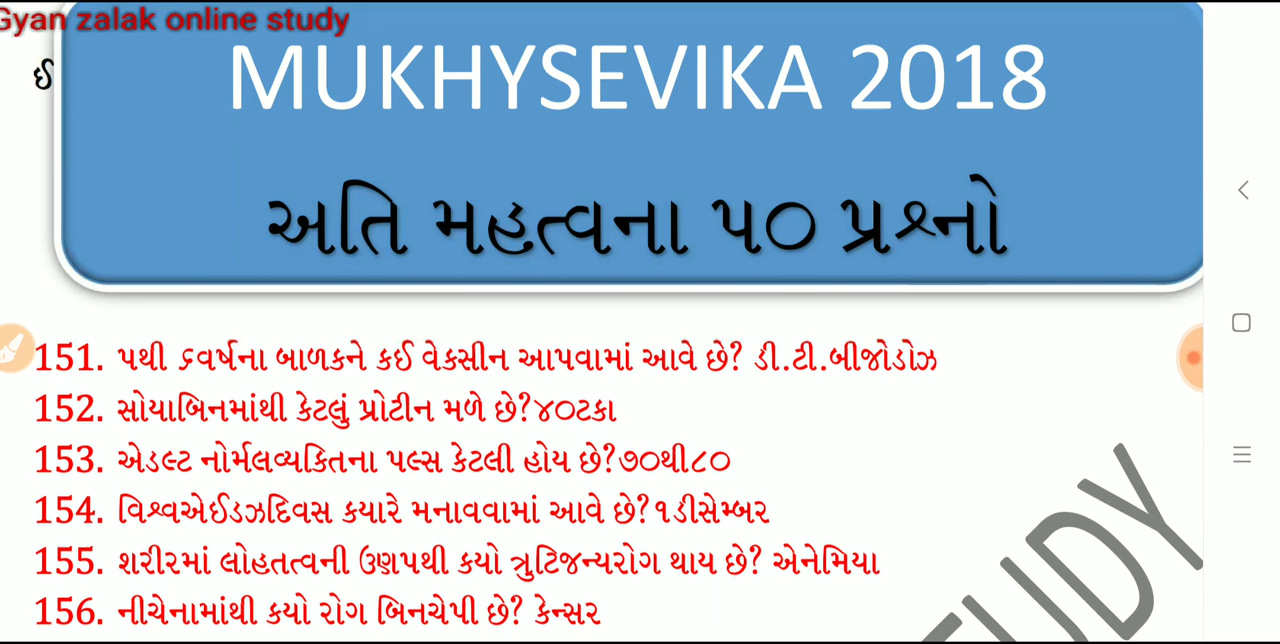 Gyan zalak online study
ઈ
MUKHYSEVIKA 2018
અતિ મહત્વના ૫૦ પ્રશ્નો
151. ૫થી ૬વર્ષના બાળકને કઈ વેકસીન આપવામાં આવે છે? ડી.ટી.બીજોડોઝ
152. સોયાબિનમાંથી કેટલું પ્રોટીન મળે છે?૪૦ટકા
153. એડલ્ટ નોર્મલવ્યકિતના પલ્સ કેટલી હોય છે?૭૦થી૮૦
154. વિશ્વએઈડઝદિવસ કયારે મનાવવામાં આવે છે?૧ડીસેમ્બર
155. શરીરમાં લોહતત્વની ઉણપથી કયો ત્રુટિજન્યરોગ થાય છે? એનેમિયા
156. નીચેનામાંથી કયો રોગ બિનચેપી છે? કેન્સર